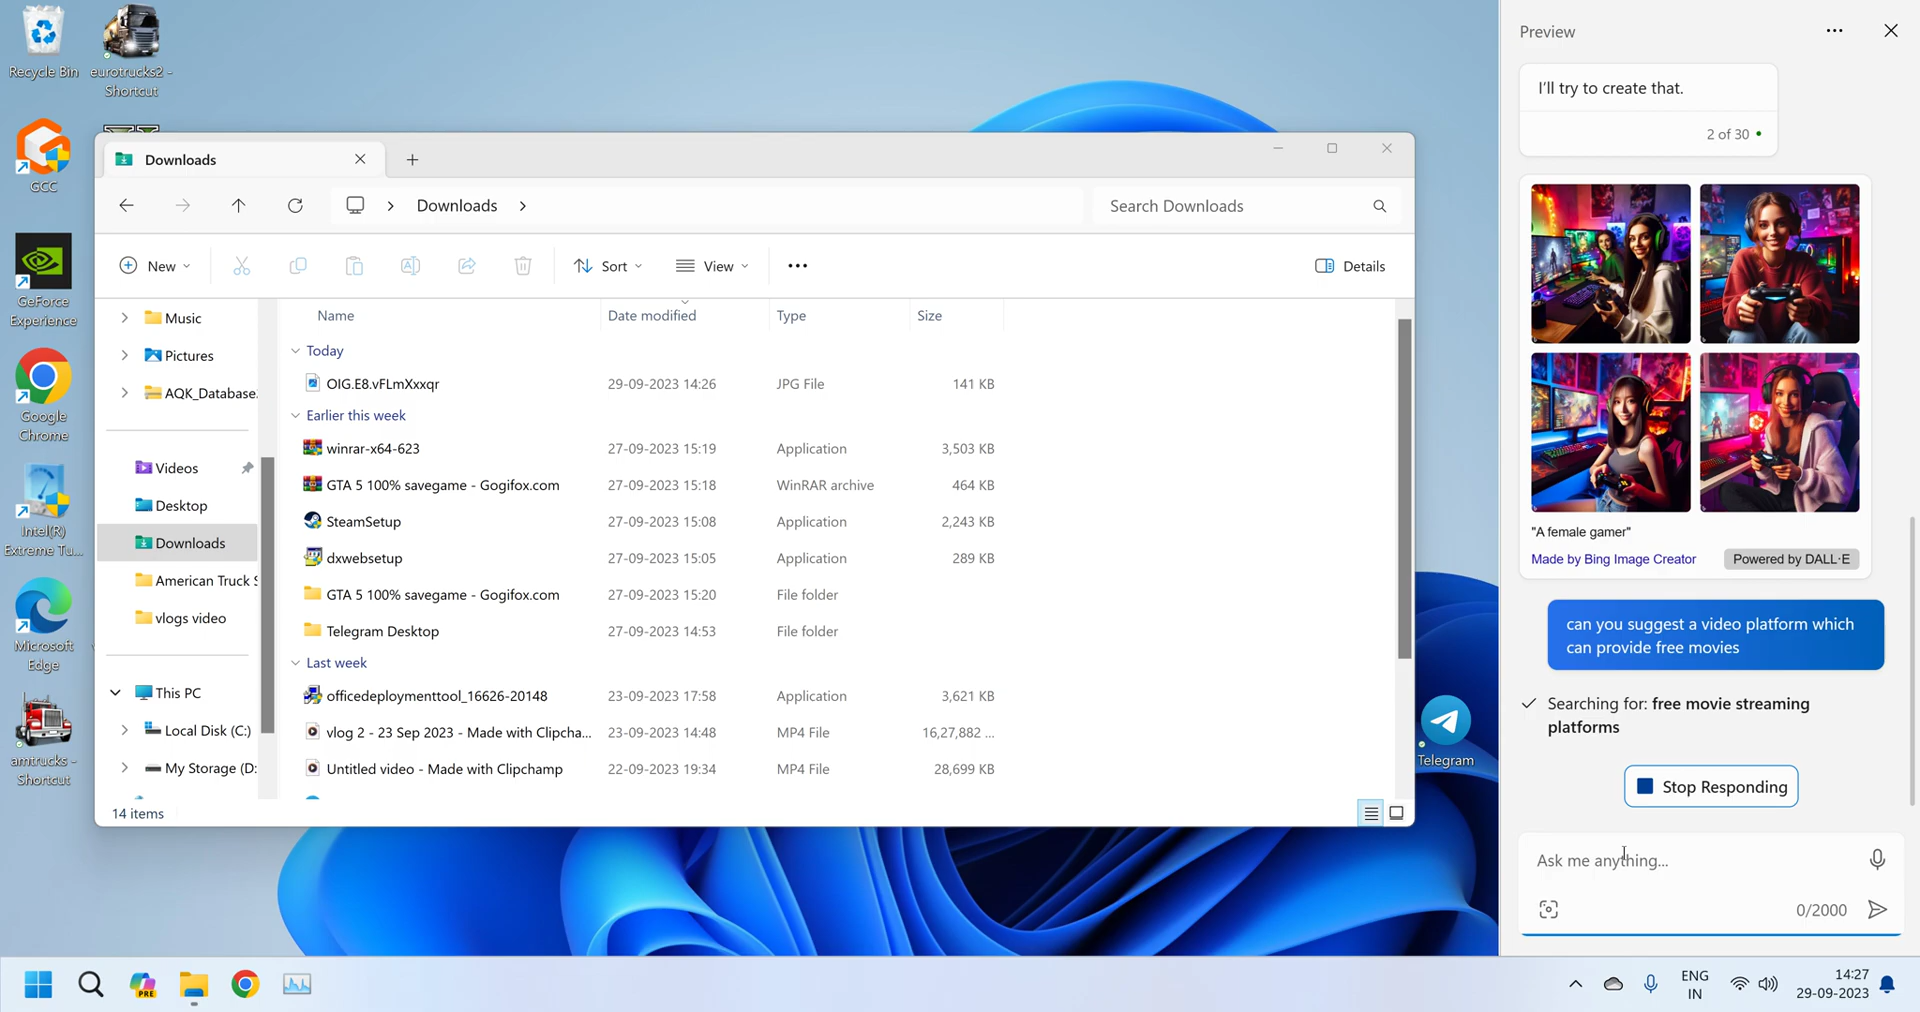 Recycle Bin
eurotrucks2 -
Shortcut
GCC
GeForce
Experience
Google
Chrome
Intel(R)
Extreme Tu...
Microsoft
Edge
amtrucks -
Shortcut
Telegram
Downloads
Downloads
Search Downloads
New
Sort
View
Details
Music
Pictures
AQK_Database.
Videos
Desktop
Downloads
American Truck S
vlogs video
This PC
Local Disk (C:)
My Storage (D:
Name Date modified Type Size
Today
OIG.E8.vFLmXxxqr 29-09-2023 14:26 JPG File 141 KB
Earlier this week
winrar-x64-623 27-09-2023 15:19 Application 3,503 KB
GTA 5 100% savegame - Gogifox.com 27-09-2023 15:18 WinRAR archive 464 KB
SteamSetup 27-09-2023 15:08 Application 2,243 KB
dxwebsetup 27-09-2023 15:05 Application 289 KB
GTA 5 100% savegame - Gogifox.com 27-09-2023 15:20 File folder
Telegram Desktop 27-09-2023 14:53 File folder
Last week
officedeploymenttool_16626-20148 23-09-2023 17:58 Application 3,621 KB
vlog 2 - 23 Sep 2023 - Made with Clipcha... 23-09-2023 14:48 MP4 File 16,27,882 ...
Untitled video - Made with Clipchamp 22-09-2023 19:34 MP4 File 28,699 KB
14 items
Preview
I'll try to create that.
2 of 30
"A female gamer"
Made by Bing Image Creator Powered by DALL·E
can you suggest a video platform which
can provide free movies
Searching for: free movie streaming
platforms
Stop Responding
Ask me anything...
0/2000
PRE
ENG
IN
14:27
29-09-2023